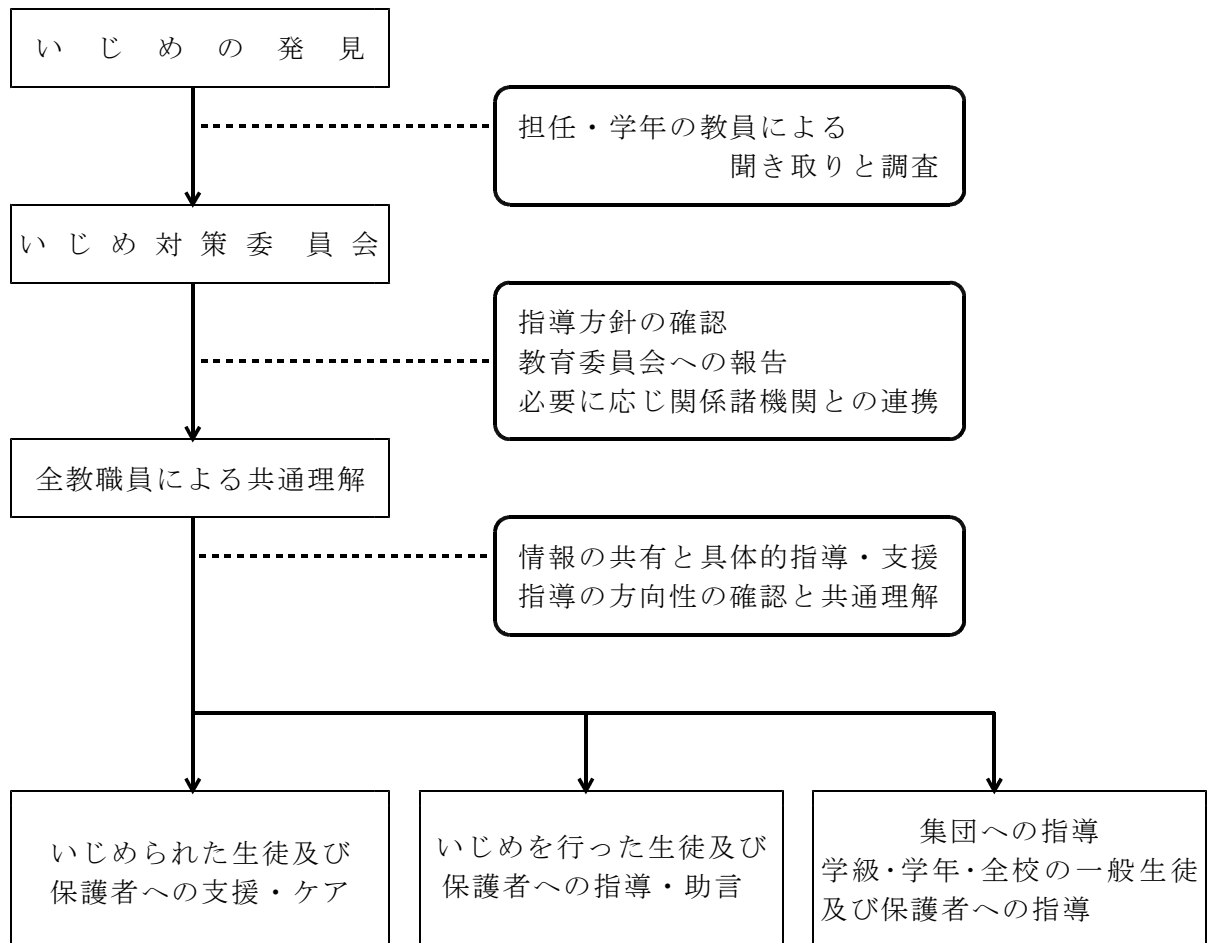 いじめの発見
担任・学年の教員による
聞き取りと調査
いじめ対策委員会
指導方針の確認
教育委員会への報告
必要に応じ関係諸機関との連携
全教職員による共通理解
情報の共有と具体的指導・支援
指導の方向性の確認と共通理解
いじめられた生徒及び
保護者への支援・ケア
いじめを行った生徒及び
保護者への指導・助言
集団への指導
学級・学年・全校の一般生徒
及び保護者への指導